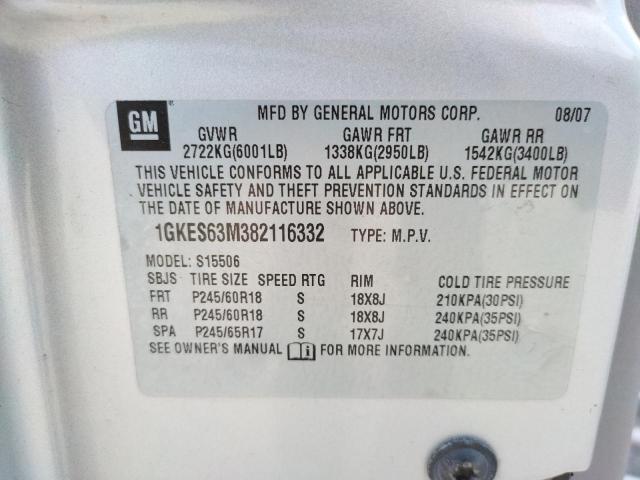 GM MFD BY GENERAL MOTORS CORP. 08/07
GVWR GAWR FRT GAWR RR
2722KG(6001LB) 1338KG(2950LB) 1542KG(3400LB)
THIS VEHICLE CONFORMS TO ALL APPLICABLE U.S. FEDERAL MOTOR
VEHICLE SAFETY AND THEFT PREVENTION STANDARDS IN EFFECT ON
THE DATE OF MANUFACTURE SHOWN ABOVE.
1GKES63M382116332 TYPE: M.P.V.
MODEL: S15506
SBJS TIRE SIZE SPEED RTG RIM COLD TIRE PRESSURE
FRT P245/60R18 S 18X8J 210KPA(30PSI)
RR P245/60R18 S 18X8J 240KPA(35PSI)
SPA P245/65R17 S 17X7J 240KPA(35PSI)
SEE OWNER'S MANUAL FOR MORE INFORMATION.